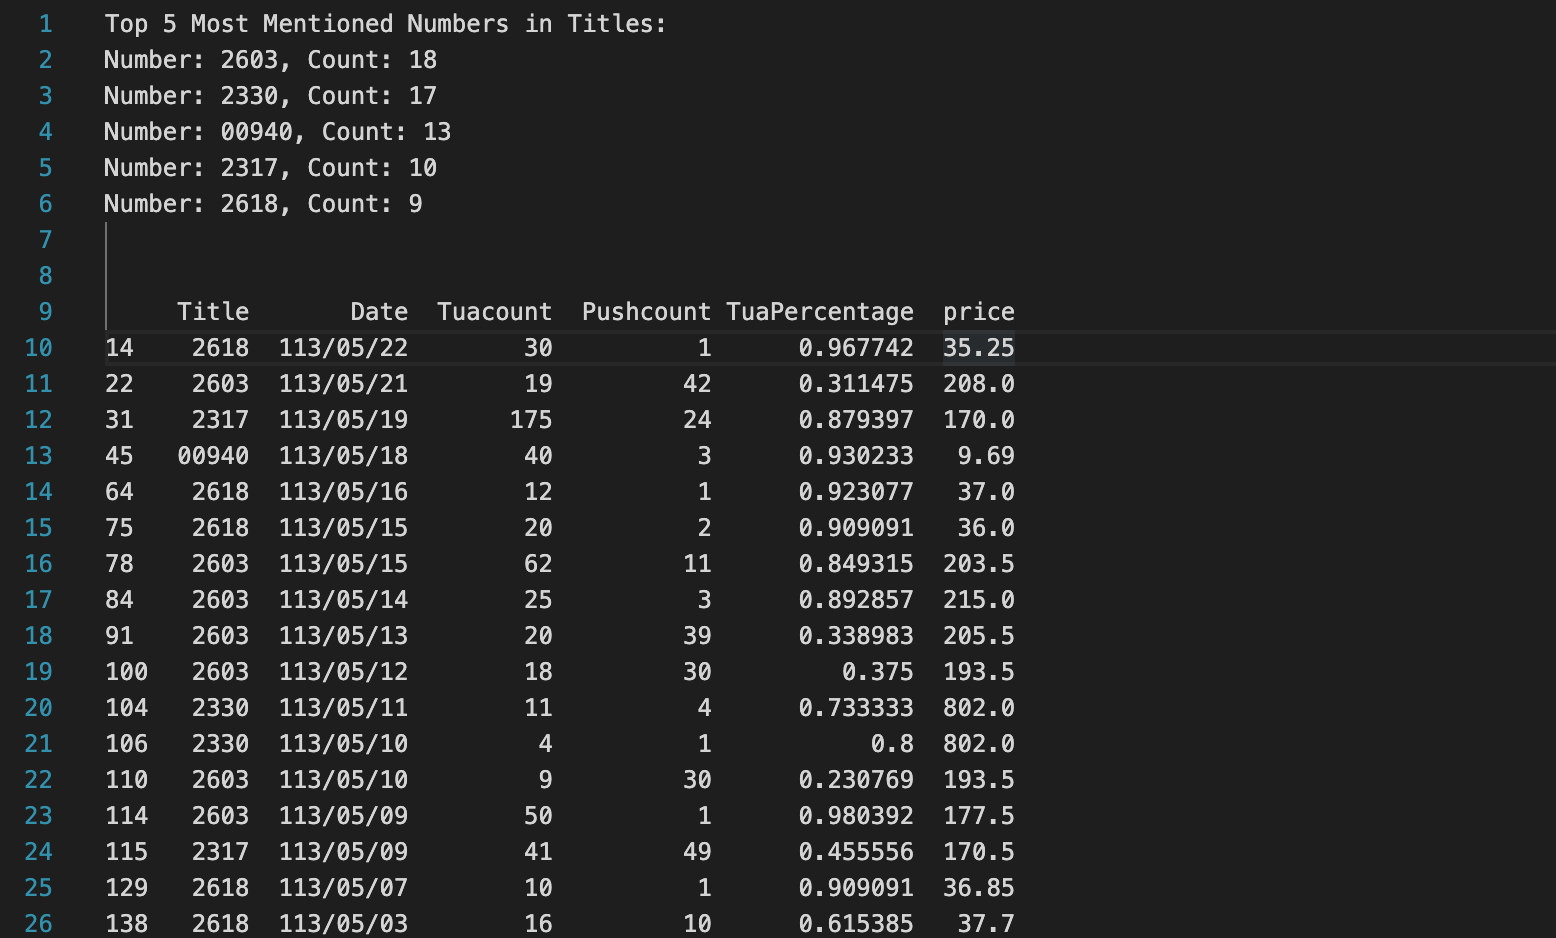 1 Top 5 Most Mentioned Numbers in Titles:
2 Number: 2603, Count: 18
3 Number: 2330, Count: 17
4 Number: 00940, Count: 13
5 Number: 2317, Count: 10
6 Number: 2618, Count: 9
7
8
9 Title Date Tuacount Pushcount TuaPercentage price
10 14 2618 113/05/22 30 1 0.967742 35.25
11 22 2603 113/05/21 19 42 0.311475 208.0
12 31 2317 113/05/19 175 24 0.879397 170.0
13 45 00940 113/05/18 40 3 0.930233 9.69
14 64 2618 113/05/16 12 1 0.923077 37.0
15 75 2618 113/05/15 20 2 0.909091 36.0
16 78 2603 113/05/15 62 11 0.849315 203.5
17 84 2603 113/05/14 25 3 0.892857 215.0
18 91 2603 113/05/13 20 39 0.338983 205.5
19 100 2603 113/05/12 18 30 0.375 193.5
20 104 2330 113/05/11 11 4 0.733333 802.0
21 106 2330 113/05/10 4 1 0.8 802.0
22 110 2603 113/05/10 9 30 0.230769 193.5
23 114 2603 113/05/09 50 1 0.980392 177.5
24 115 2317 113/05/09 41 49 0.455556 170.5
25 129 2618 113/05/07 10 1 0.909091 36.85
26 138 2618 113/05/03 16 10 0.615385 37.7